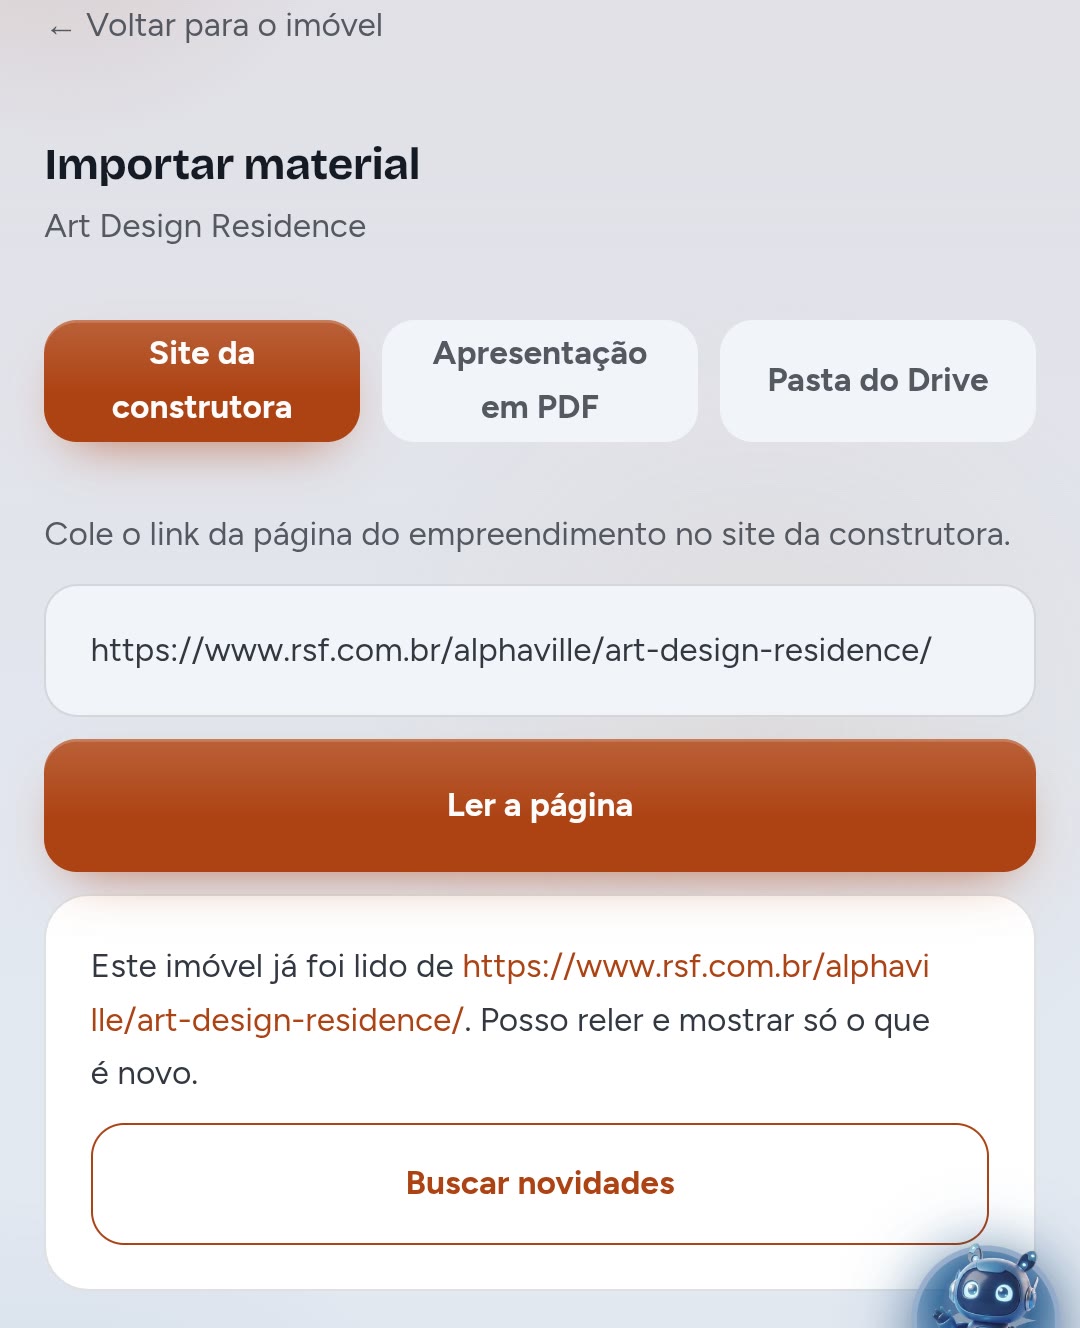 ← Voltar para o imóvel
Importar material
Art Design Residence
Site da
construtora
Apresentação
em PDF
Pasta do Drive
Cole o link da página do empreendimento no site da construtora.
https://www.rsf.com.br/alphaville/art-design-residence/
Ler a página
Este imóvel já foi lido de https://www.rsf.com.br/alphavi
lle/art-design-residence/. Posso reler e mostrar só o que
é novo.
Buscar novidades